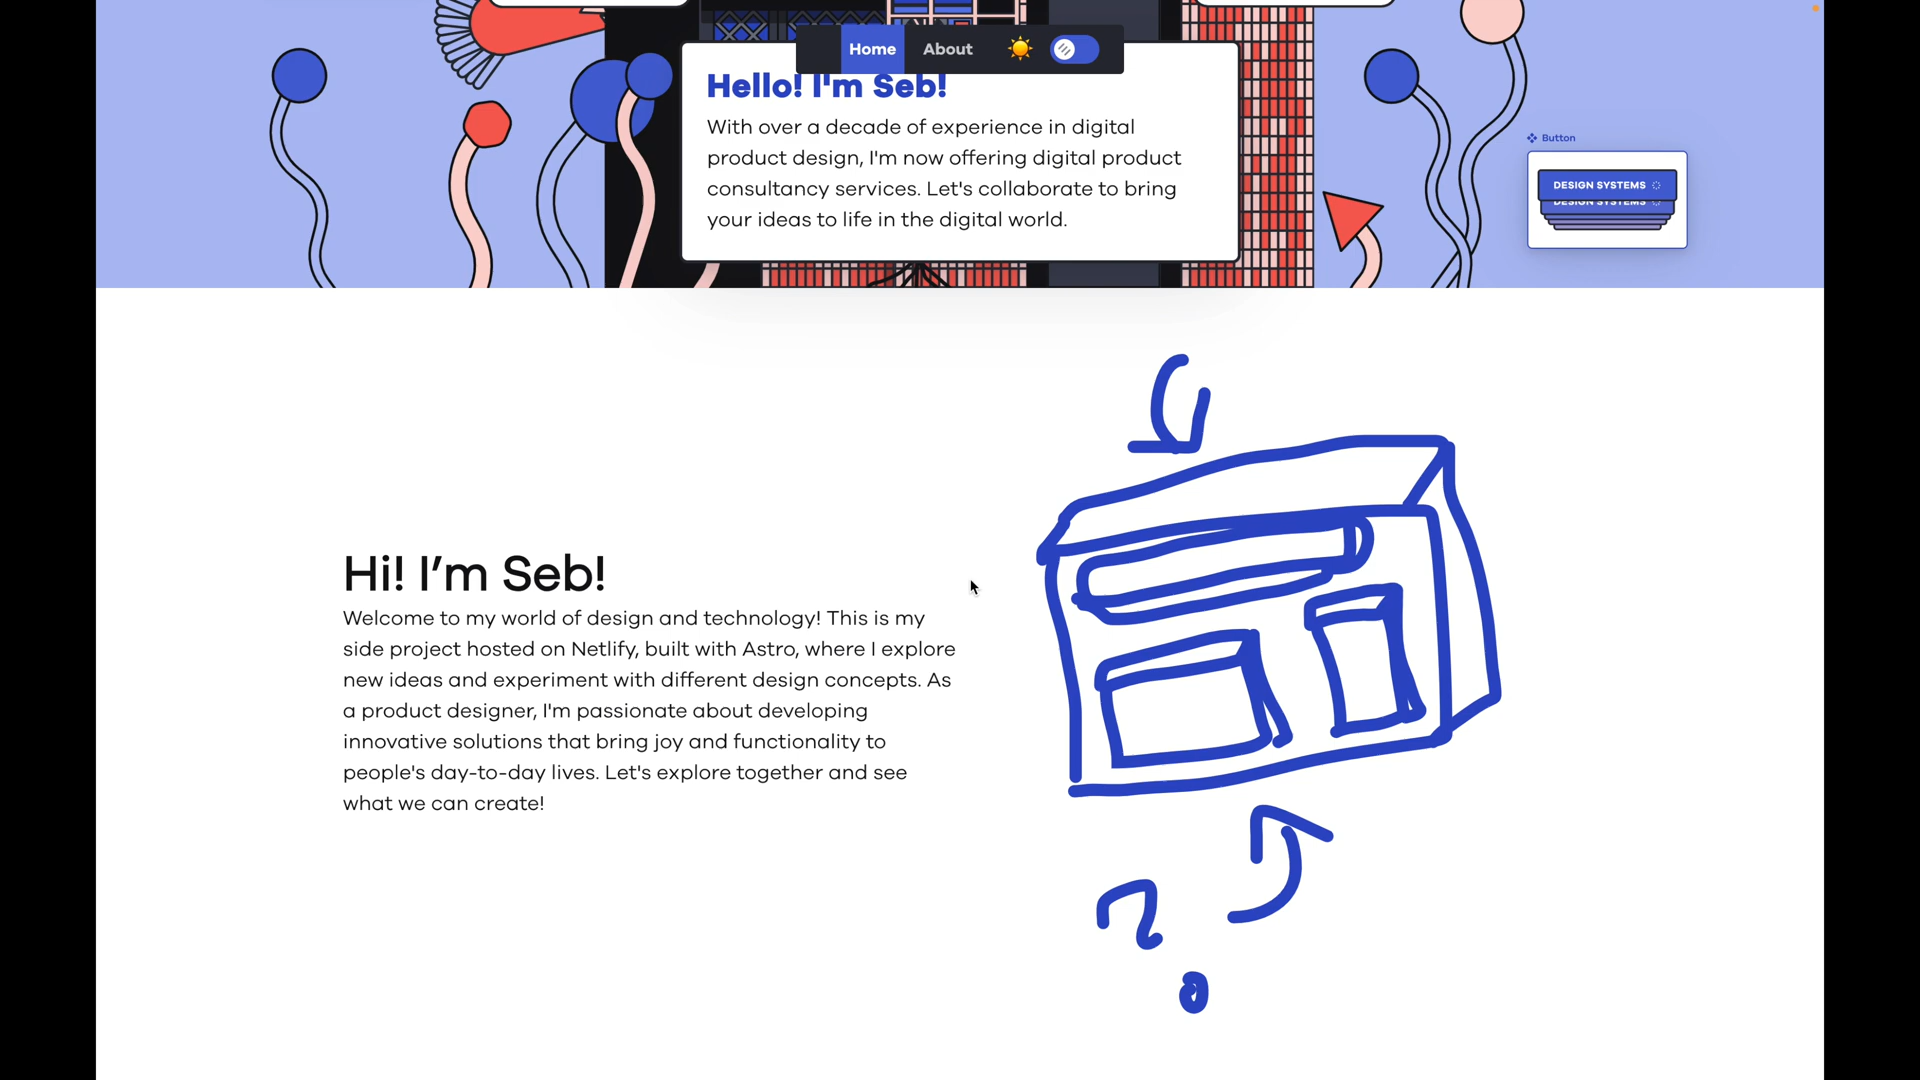 Home
About
Hello! I'm Seb!
With over a decade of experience in digital
product design, I'm now offering digital product
consultancy services. Let's collaborate to bring
your ideas to life in the digital world.
Button
DESIGN SYSTEMS
DESIGN SYSTEMS
Hi! I’m Seb!
Welcome to my world of design and technology! This is my
side project hosted on Netlify, built with Astro, where I explore
new ideas and experiment with different design concepts. As
a product designer, I'm passionate about developing
innovative solutions that bring joy and functionality to
people's day-to-day lives. Let's explore together and see
what we can create!
?